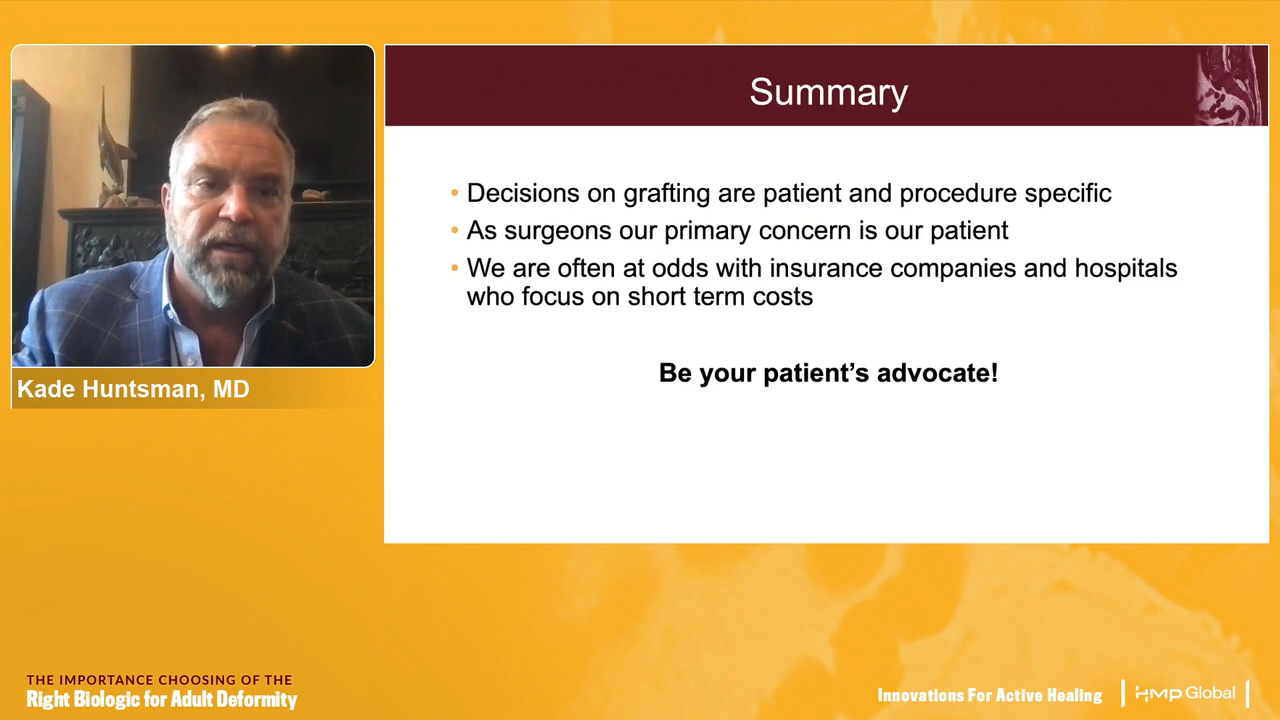 Summary
• Decisions on grafting are patient and procedure specific
• As surgeons our primary concern is our patient
• We are often at odds with insurance companies and hospitals
who focus on short term costs
Be your patient’s advocate!
Kade Huntsman, MD
THE IMPORTANCE CHOOSING OF THE
Right Biologic for Adult Deformity
Innovations For Active Healing
HMP Global